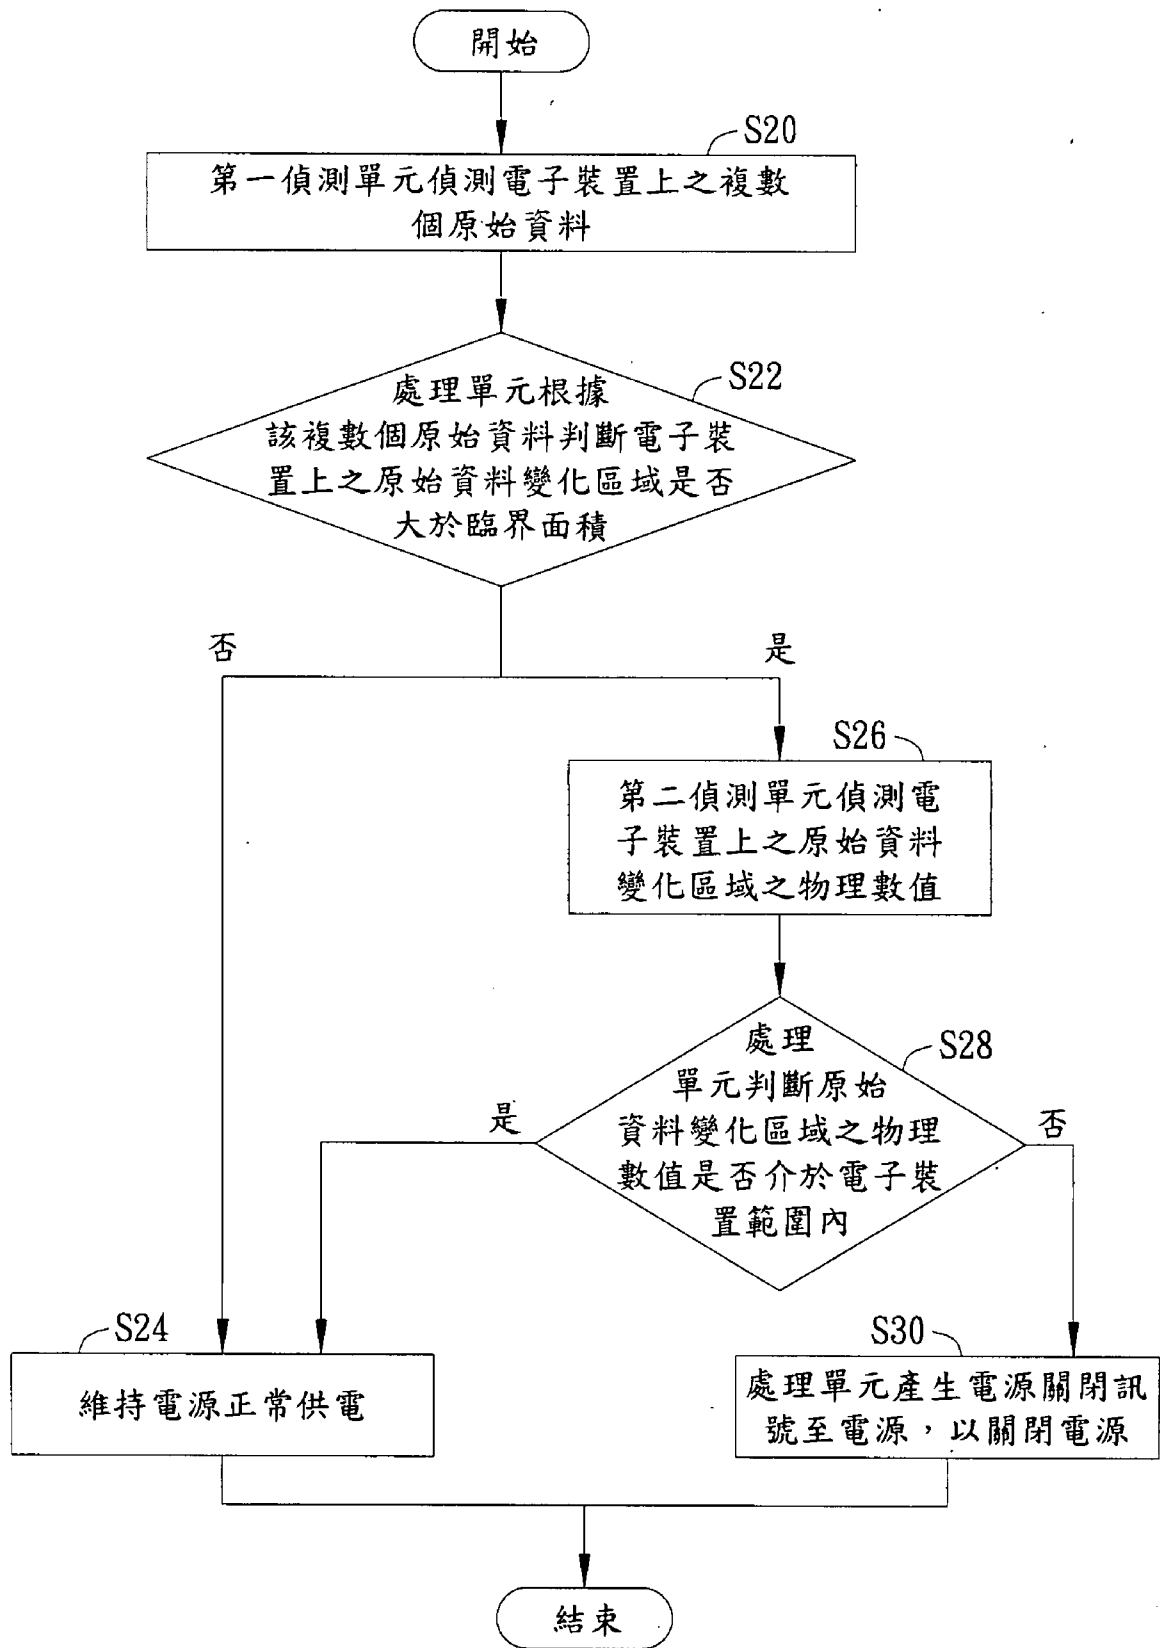 開始
S20
第一偵測單元偵測電子裝置上之複數
個原始資料
S22
處理單元根據
該複數個原始資料判斷電子裝
置上之原始資料變化區域是否
大於臨界面積
否
是
S26
第二偵測單元偵測電
子裝置上之原始資料
變化區域之物理數值
S28
處理
單元判斷原始
資料變化區域之物理
數值是否介於電子裝
置範圍內
是
否
S24
維持電源正常供電
S30
處理單元產生電源關閉訊
號至電源，以關閉電源
結束